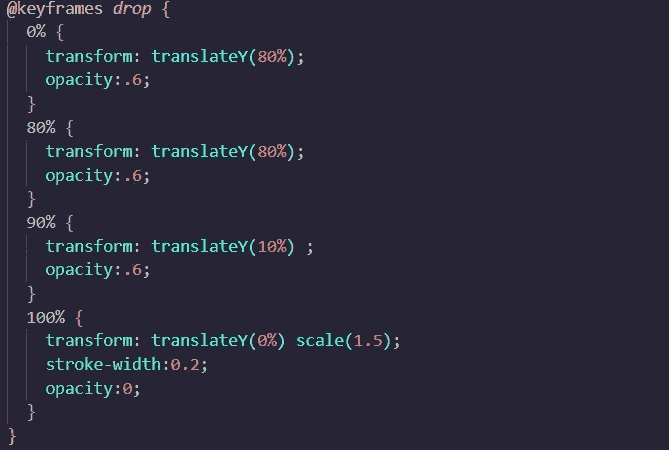 @keyframes drop {
  0% {
    transform: translateY(80%);
    opacity:.6;
  }
  80% {
    transform: translateY(80%);
    opacity:.6;
  }
  90% {
    transform: translateY(10%) ;
    opacity:.6;
  }
  100% {
    transform: translateY(0%) scale(1.5);
    stroke-width:0.2;
    opacity:0;
  }
}